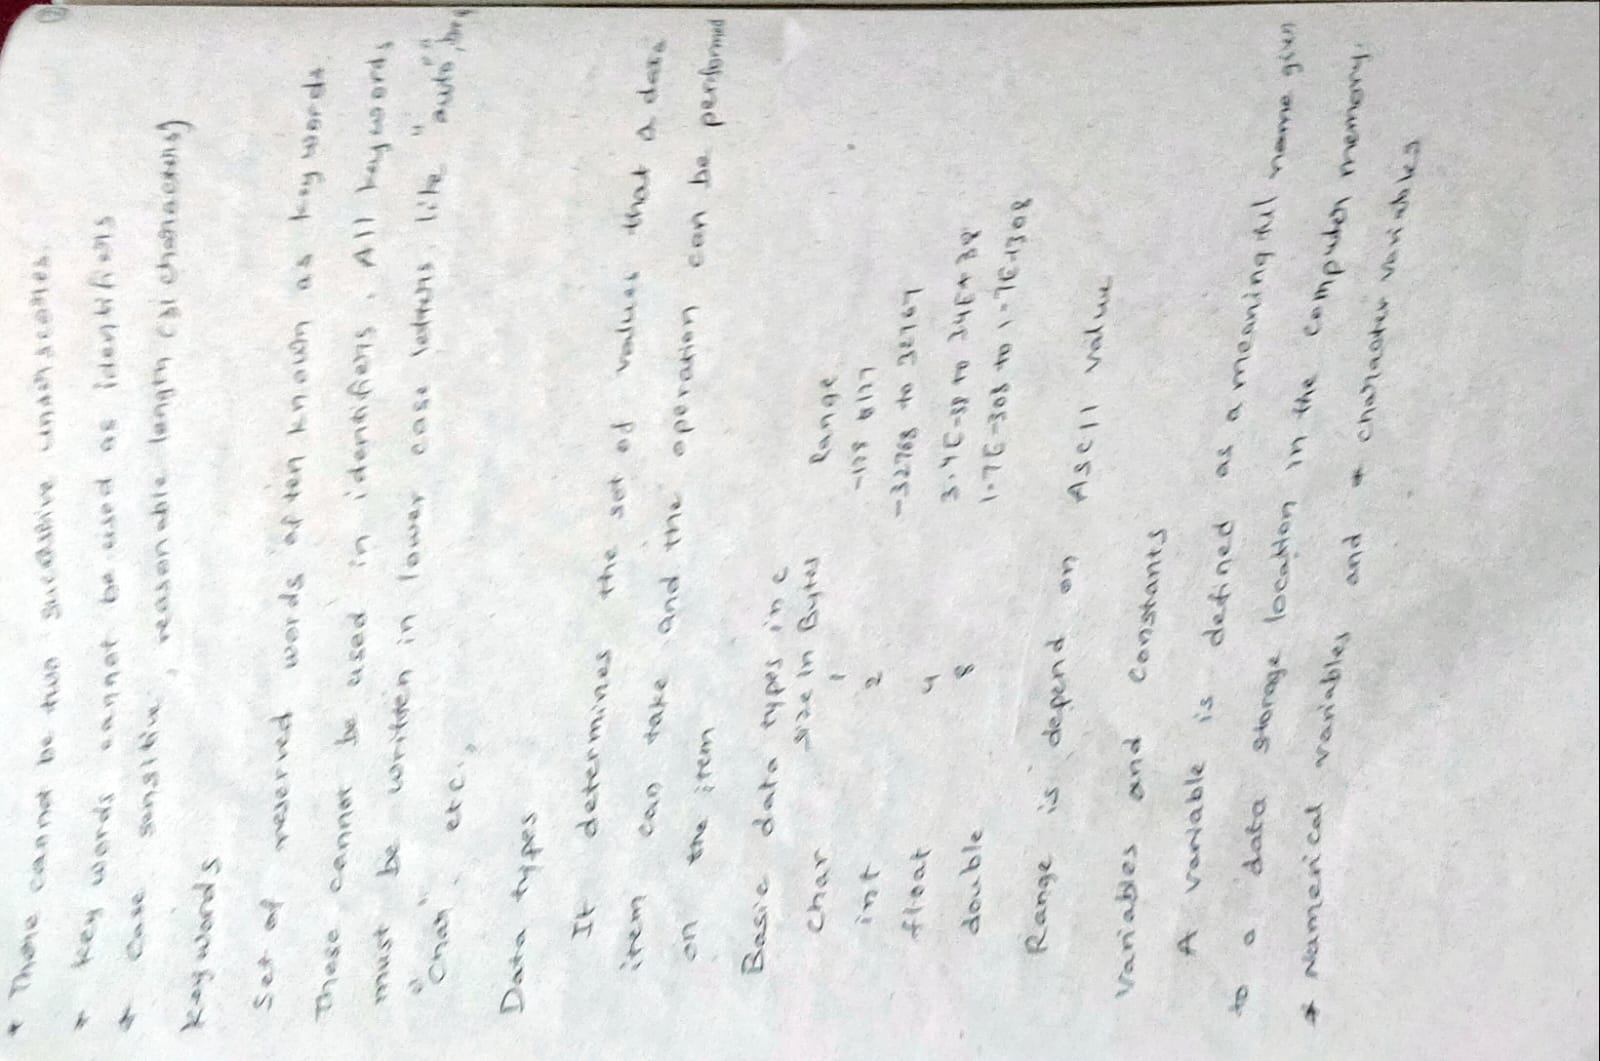 * There cannot be two sucessive underscores.
* key words cannot be used as identifiers
* case sensitive, reasonable length (31 characters)
Keywords
Set of reserved words often known as key words.
These cannot be used in identifiers. All keywords
must be written in lower case letters. like "auto",
"char". etc.,
Data types
It determines the set of values that a data
item can take and the operation can be performed
on the item
Basic data types in c
size in Bytes Range
char 1 -128 127
int 2 -32768 to 32767
float 4 3.4E-38 to 34E+38
double 8 1.7E-308 to 1.7E+308
Range is depend on ASCII value
Variables and constants
A variable is defined as a meaningful name given
to a data storage location in the computer memory.
* Namerical variables and * character variables